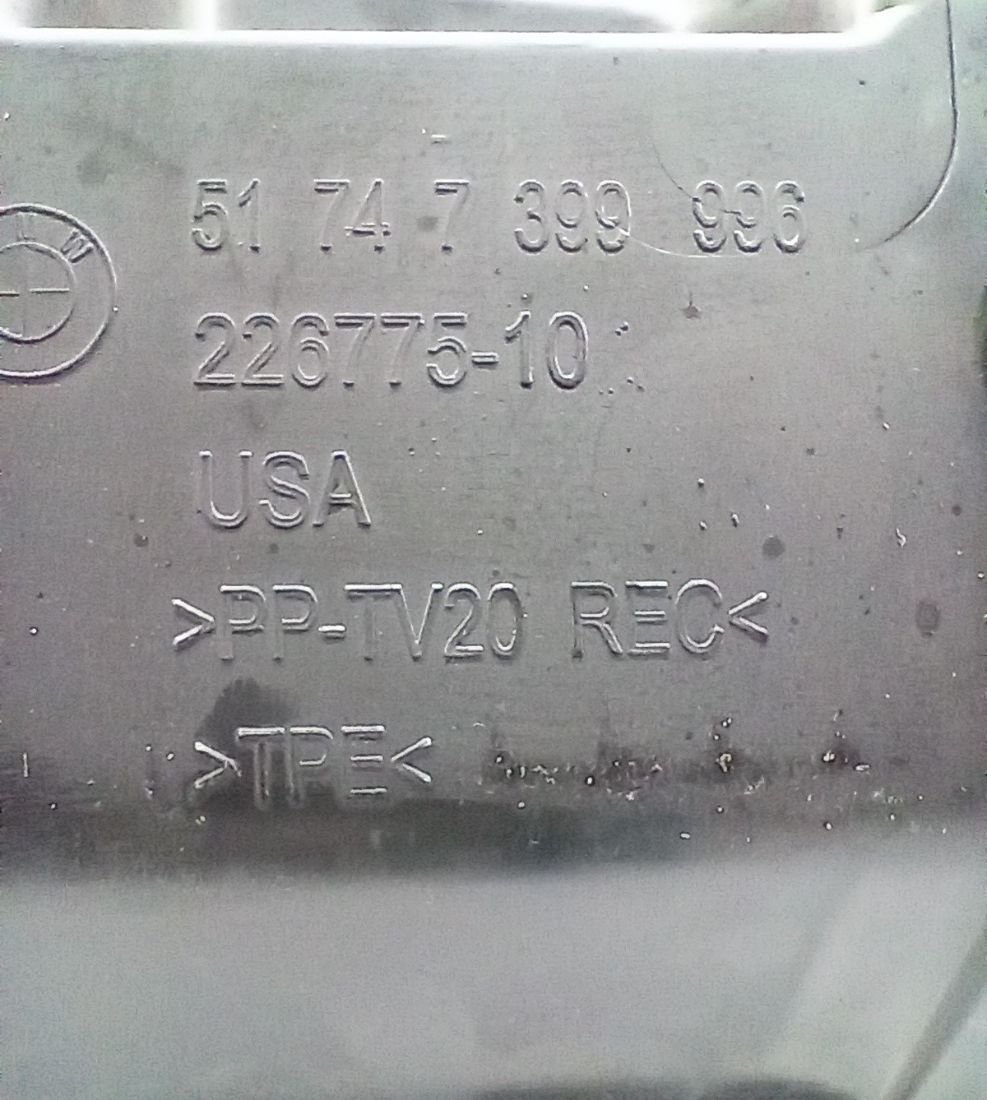 51 74 7 399 996
226775-10
USA
>PP-TV20 REC<
>TPE<